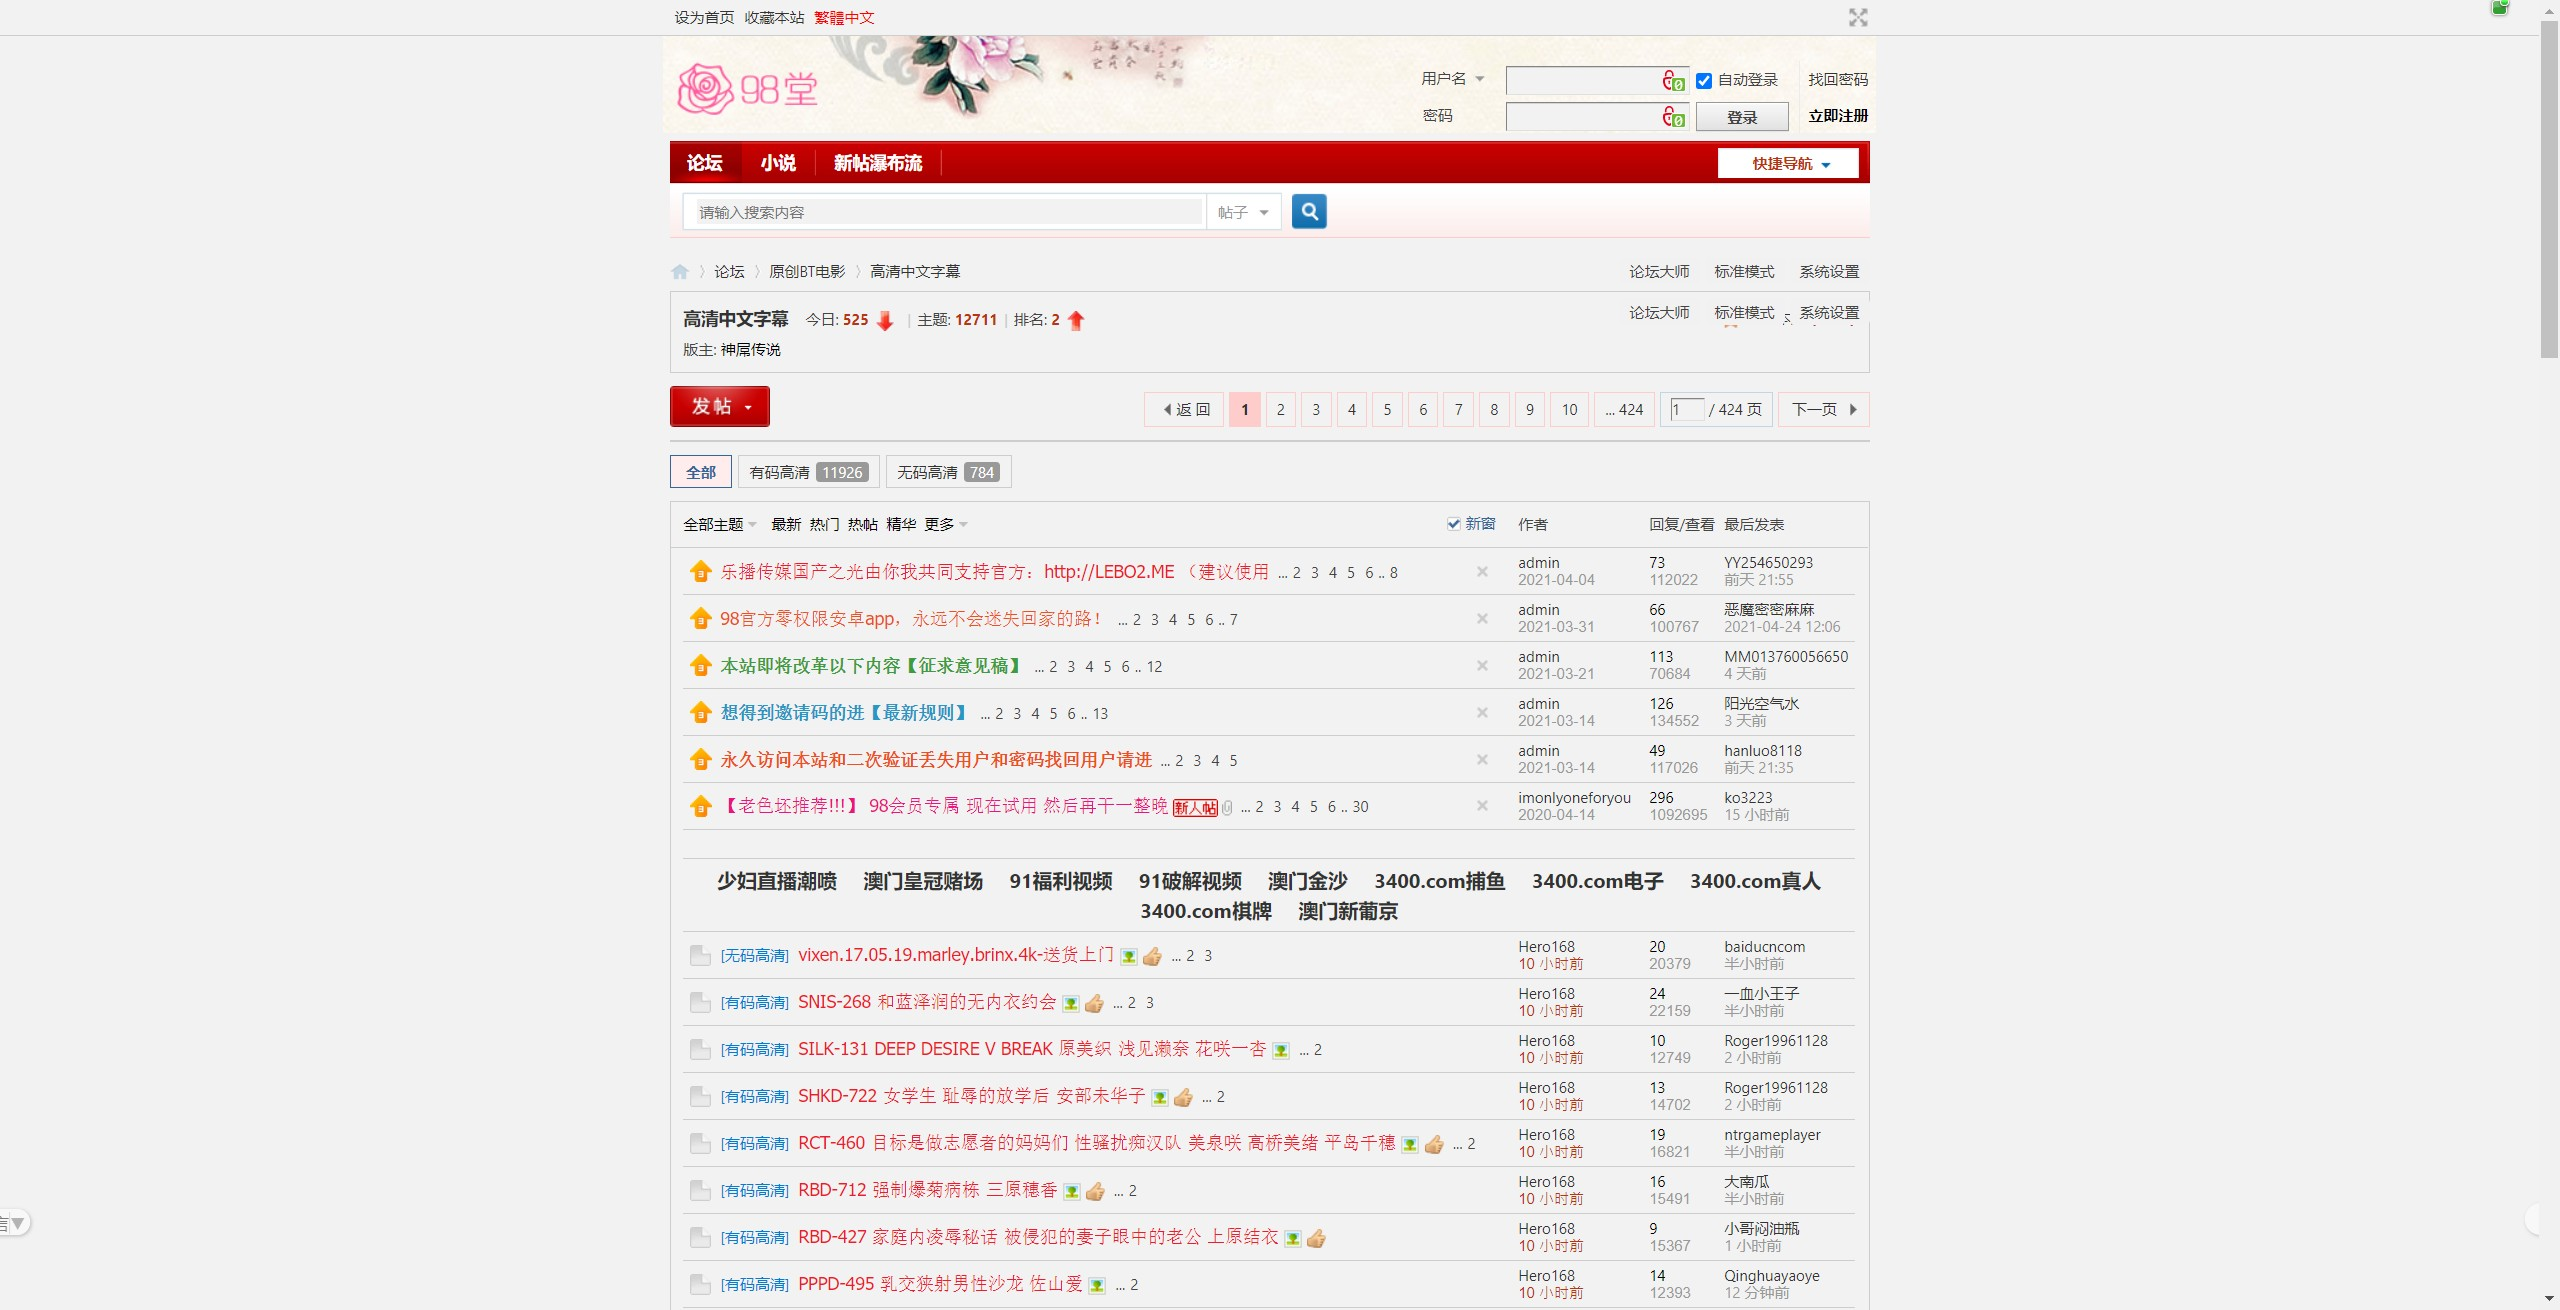 设为首页 收藏本站 繁體中文
98堂
用户名 自动登录 找回密码
密码 登录 立即注册
论坛 小说 新帖瀑布流 快捷导航
请输入搜索内容 帖子
论坛 原创BT电影 高清中文字幕 论坛大师 标准模式 系统设置
高清中文字幕 今日: 525 | 主题: 12711 | 排名: 2 论坛大师 标准模式 系统设置
版主: 神屌传说
发帖 返 回 1 2 3 4 5 6 7 8 9 10 ... 424 1 / 424 页 下一页
全部 有码高清 11926 无码高清 784
全部主题 最新 热门 热帖 精华 更多 新窗 作者 回复/查看 最后发表
乐播传媒国产之光由你我共同支持官方：http://LEBO2.ME （建议使用 ... 2 3 4 5 6 .. 8 admin 73 YY254650293
2021-04-04 112022 前天 21:55
98官方零权限安卓app，永远不会迷失回家的路！ ... 2 3 4 5 6 .. 7 admin 66 恶魔密密麻麻
2021-03-31 100767 2021-04-24 12:06
本站即将改革以下内容【征求意见稿】 ... 2 3 4 5 6 .. 12 admin 113 MM013760056650
2021-03-21 70684 4 天前
想得到邀请码的进【最新规则】 ... 2 3 4 5 6 .. 13 admin 126 阳光空气水
2021-03-14 134552 3 天前
永久访问本站和二次验证丢失用户和密码找回用户请进 ... 2 3 4 5 admin 49 hanluo8118
2021-03-14 117026 前天 21:35
【老色坯推荐!!!】 98会员专属 现在试用 然后再干一整晚 新人帖 ... 2 3 4 5 6 .. 30 imonlyoneforyou 296 ko3223
2020-04-14 1092695 15 小时前
少妇直播潮喷 澳门皇冠赌场 91福利视频 91破解视频 澳门金沙 3400.com捕鱼 3400.com电子 3400.com真人
3400.com棋牌 澳门新葡京
[无码高清] vixen.17.05.19.marley.brinx.4k-送货上门 ... 2 3 Hero168 20 baiducncom
10 小时前 20379 半小时前
[有码高清] SNIS-268 和蓝泽润的无内衣约会 ... 2 3 Hero168 24 一血小王子
10 小时前 22159 半小时前
[有码高清] SILK-131 DEEP DESIRE V BREAK 原美织 浅见濑奈 花咲一杏 ... 2 Hero168 10 Roger19961128
10 小时前 12749 2 小时前
[有码高清] SHKD-722 女学生 耻辱的放学后 安部未华子 ... 2 Hero168 13 Roger19961128
10 小时前 14702 2 小时前
[有码高清] RCT-460 目标是做志愿者的妈妈们 性骚扰痴汉队 美泉咲 高桥美绪 平岛千穗 ... 2 Hero168 19 ntrgameplayer
10 小时前 16821 半小时前
[有码高清] RBD-712 强制爆菊病栋 三原穗香 ... 2 Hero168 16 大南瓜
10 小时前 15491 半小时前
[有码高清] RBD-427 家庭内凌辱秘话 被侵犯的妻子眼中的老公 上原结衣 Hero168 9 小哥闷油瓶
10 小时前 15367 1 小时前
[有码高清] PPPD-495 乳交狭射男性沙龙 佐山爱 ... 2 Hero168 14 Qinghuayaoye
10 小时前 12393 12 分钟前